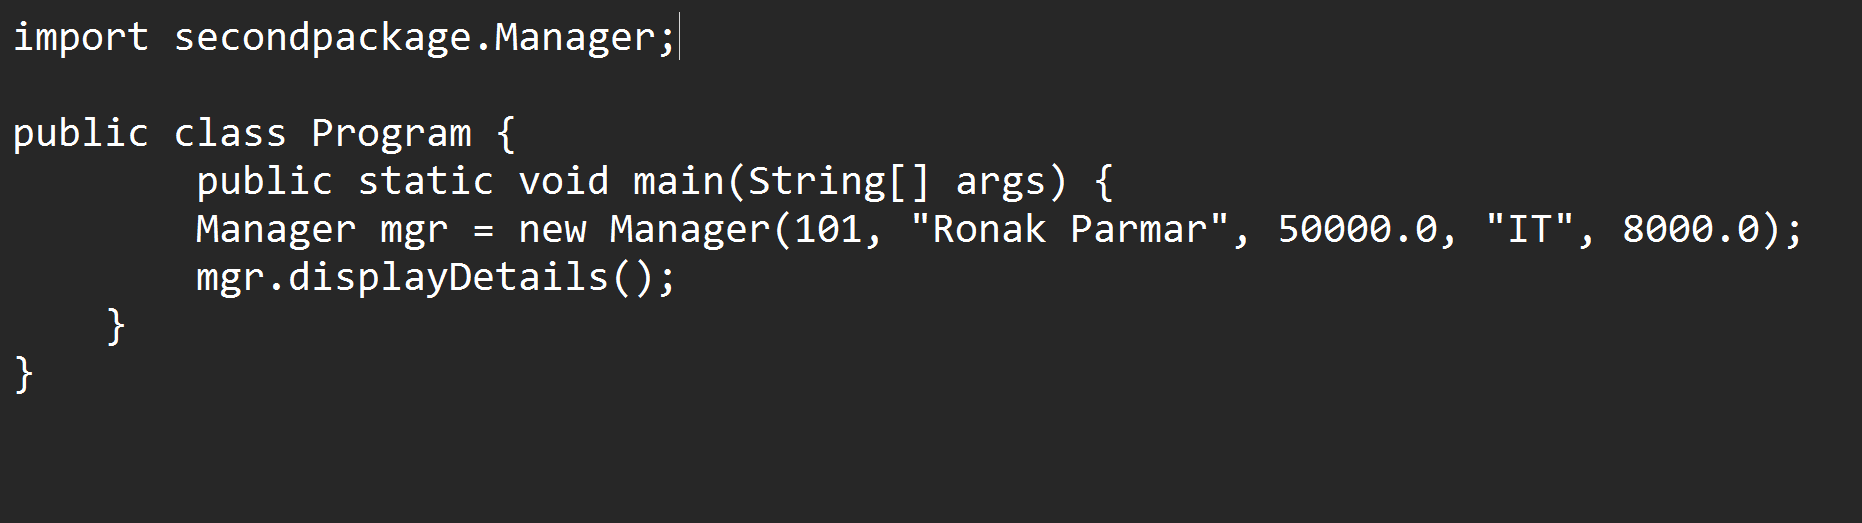 import secondpackage.Manager;
public class Program {
public static void main(String[] args) {
Manager mgr = new Manager(101, "Ronak Parmar", 50000.0, "IT", 8000.0);
mgr.displayDetails();
}
}